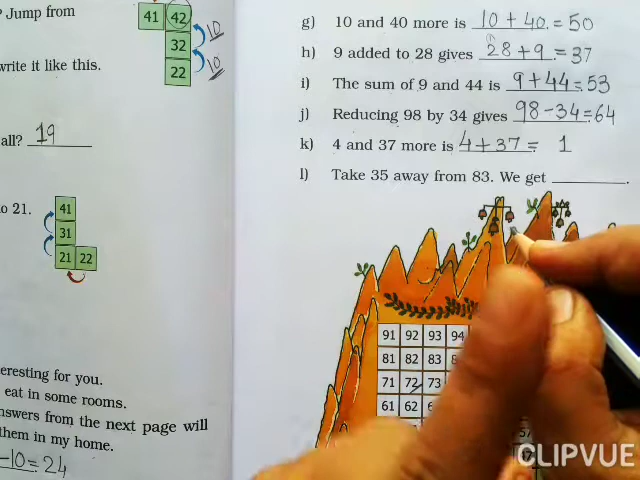 ? Jump from
41 42
32
22
10
10
write it like this.
all? 19
to 21.
41
31
21 22
eresting for you.
eat in some rooms.
nswers from the next page will
them in my home.
-10 = 24
g) 10 and 40 more is 10 + 40 = 50
h) 9 added to 28 gives 28 + 9 = 37
i) The sum of 9 and 44 is 9 + 44 = 53
j) Reducing 98 by 34 gives 98 - 34 = 64
k) 4 and 37 more is 4 + 37 = 1
l) Take 35 away from 83. We get ________.
91 92 93 94
81 82 83
71 72 73
61 62
CLIPVUE